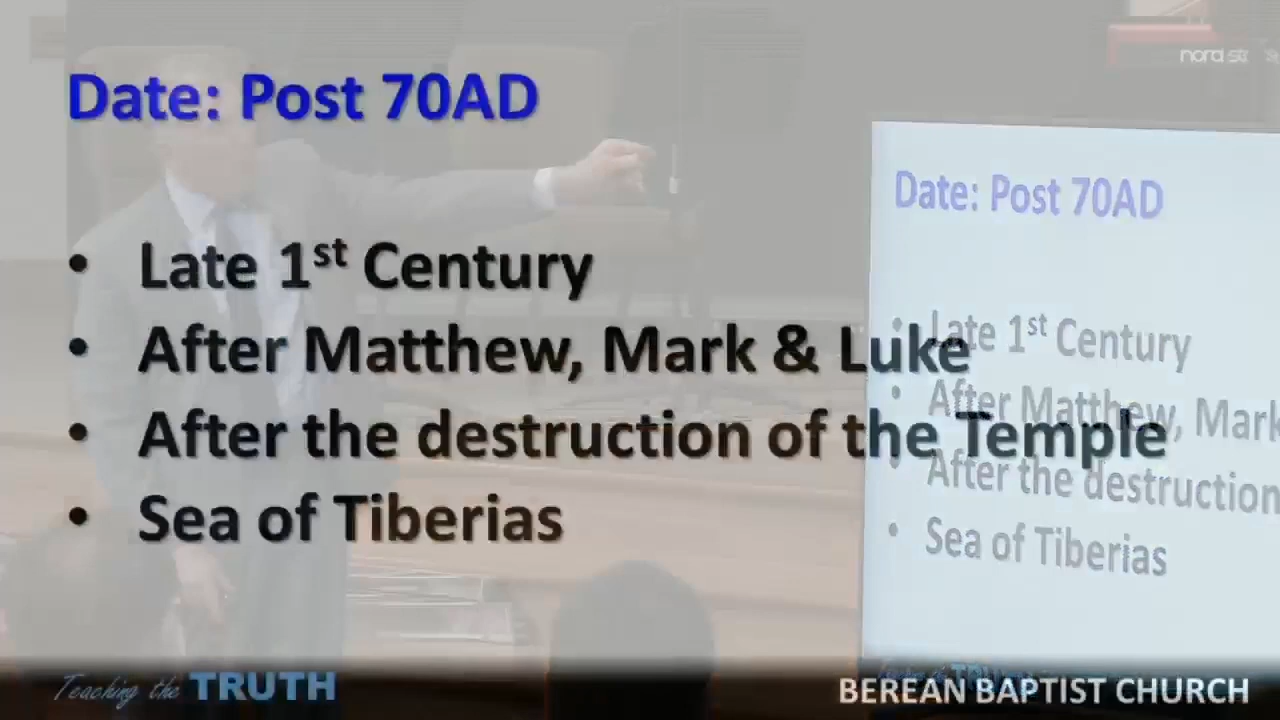 nord st
Date: Post 70AD
• Late 1st Century
• After Matthew, Mark & Luke
• After the destruction of the Temple
• Sea of Tiberias
Date: Post 70AD
• Late 1st Century
• After Matthew, Mark
• After the destruction
• Sea of Tiberias
Teaching the TRUTH
BEREAN BAPTIST CHURCH